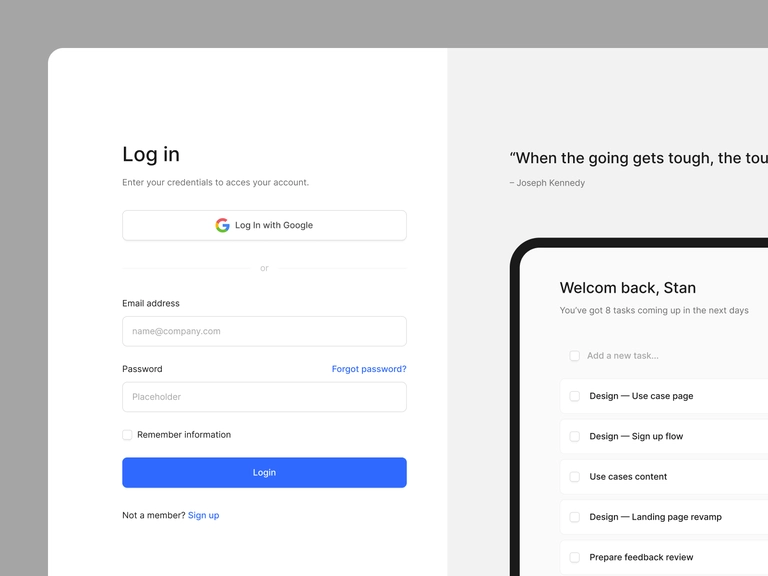 Log in
Enter your credentials to acces your account.
Log In with Google
or
Email address
name@company.com
Password
Forgot password?
Placeholder
Remember information
Login
Not a member? Sign up
“When the going gets tough, the tou
– Joseph Kennedy
Welcom back, Stan
You've got 8 tasks coming up in the next days
Add a new task...
Design — Use case page
Design — Sign up flow
Use cases content
Design — Landing page revamp
Prepare feedback review